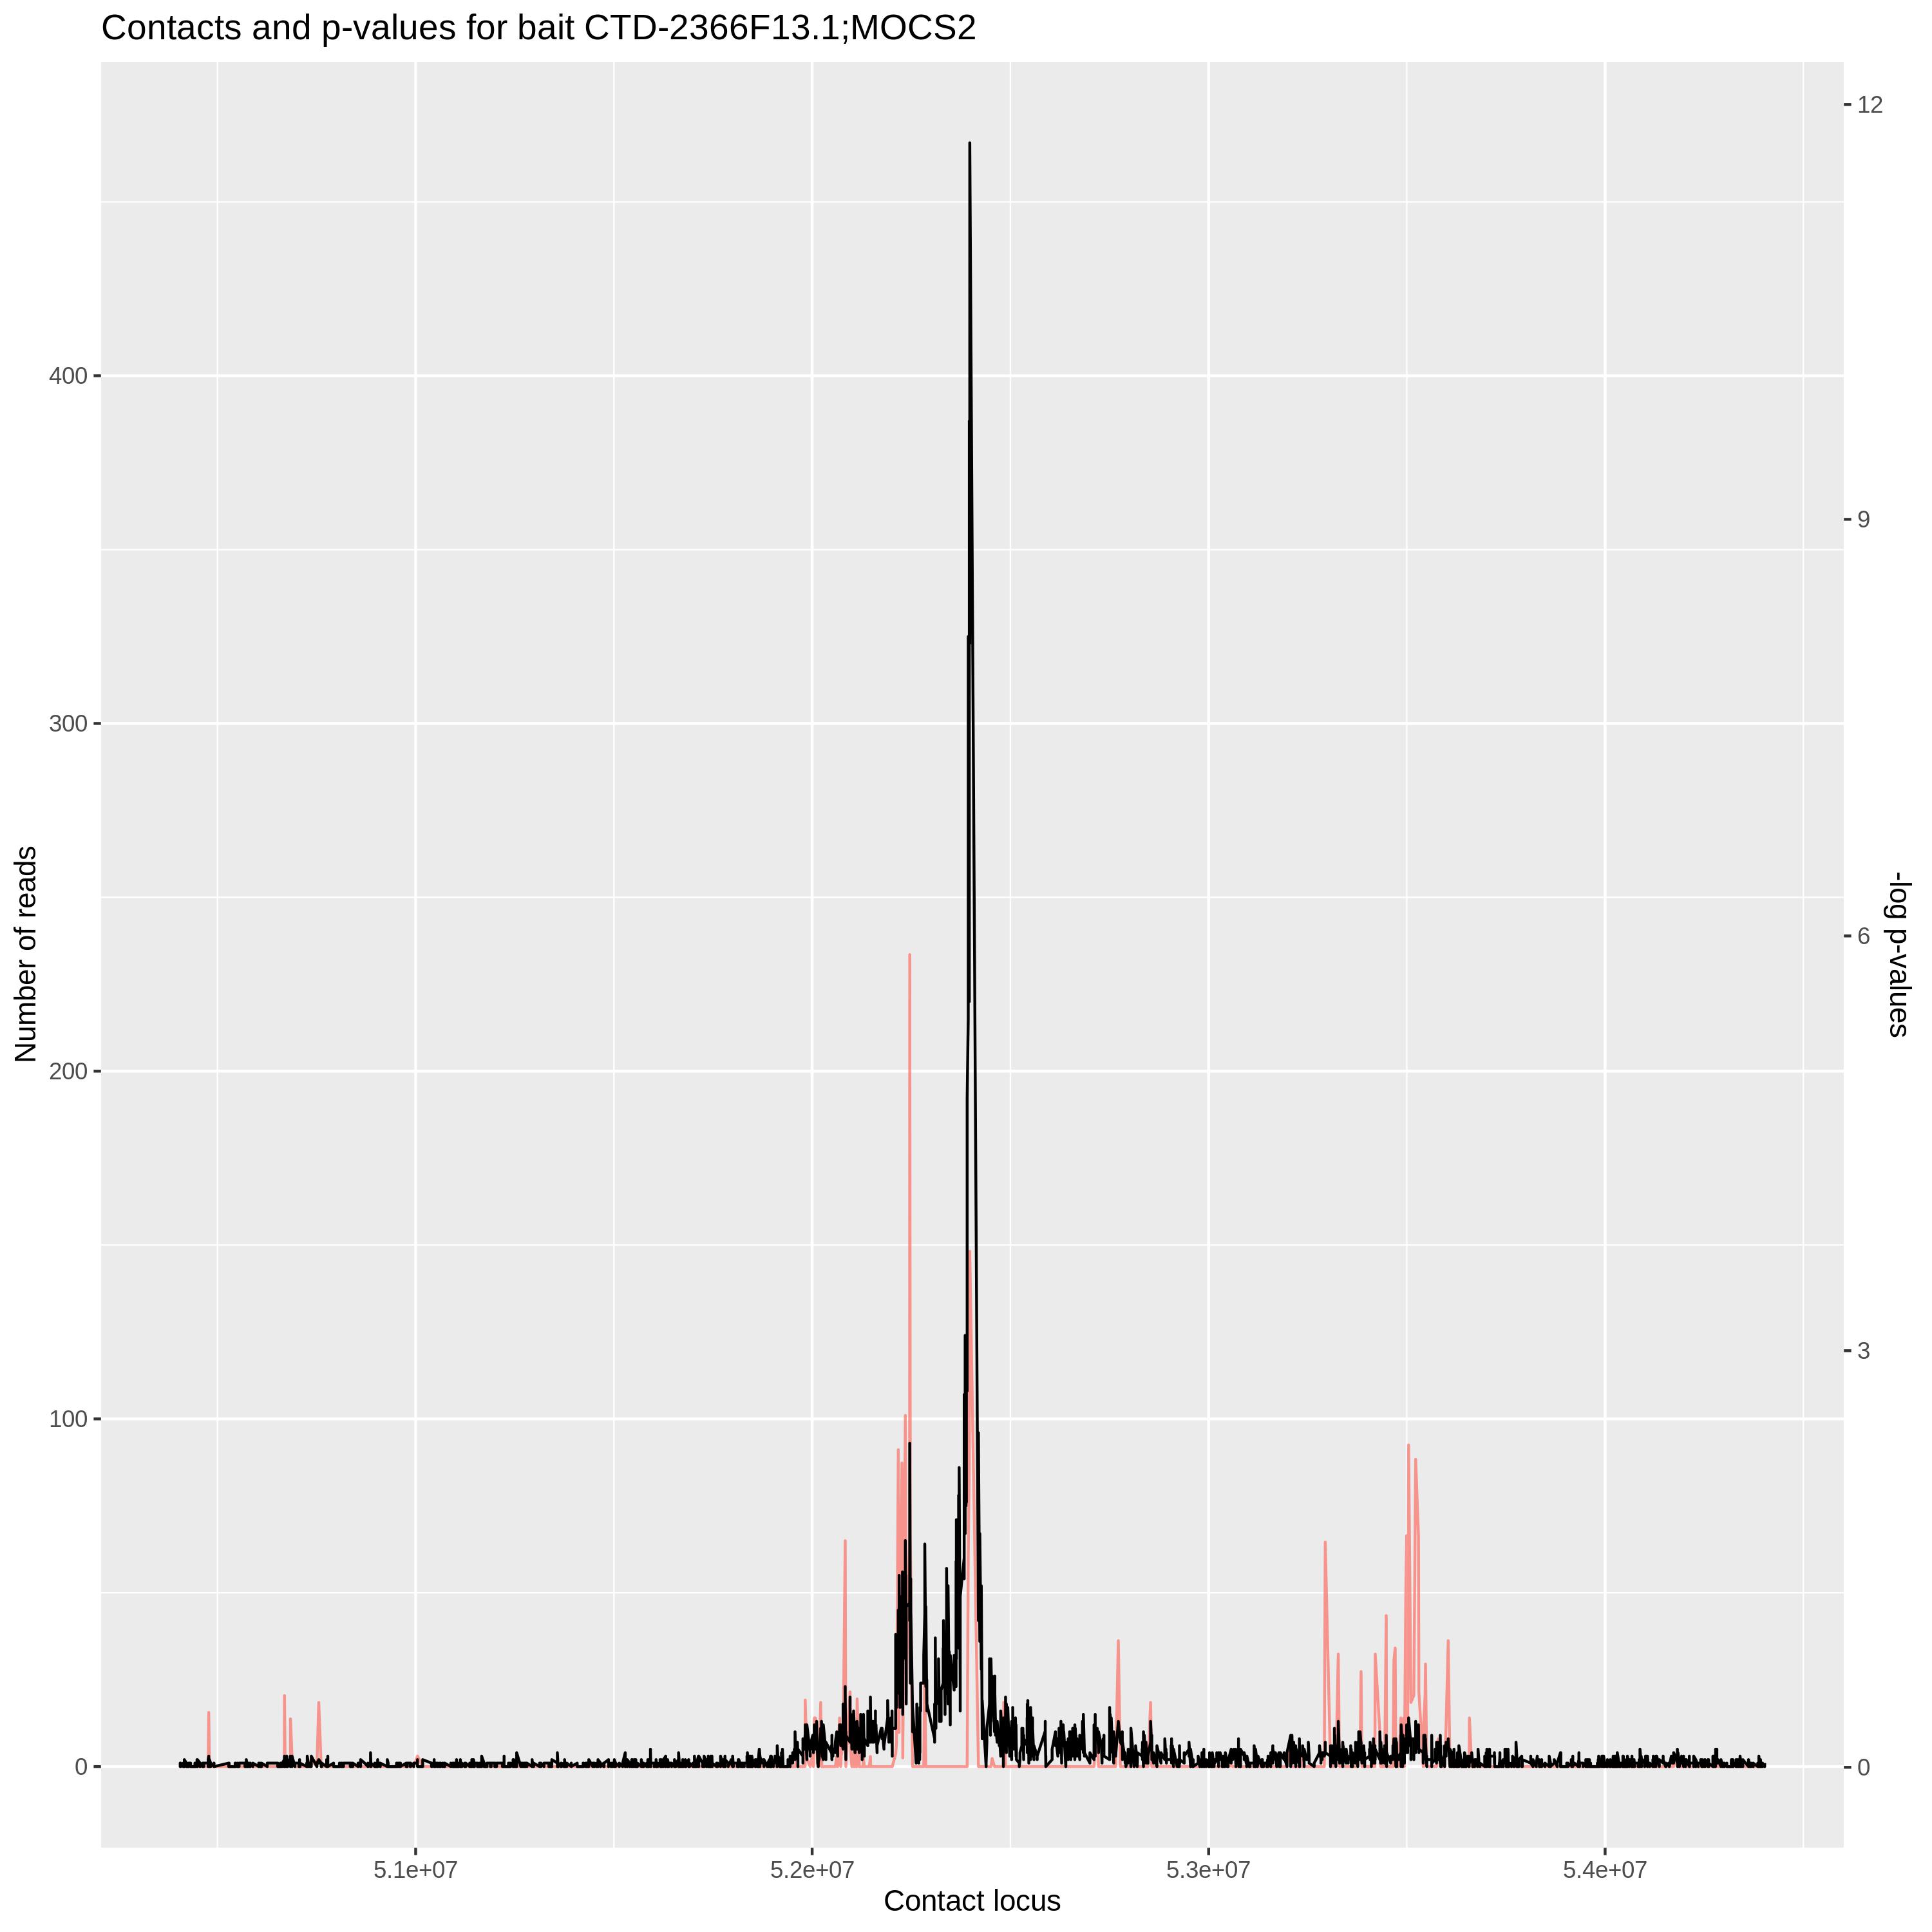 Contacts and p-values for bait CTD-2366F13.1;MOCS2
Number of reads
400
300
200
100
0
12
9
6
3
0
-log p-values
5.1e+07
5.2e+07
5.3e+07
5.4e+07
Contact locus